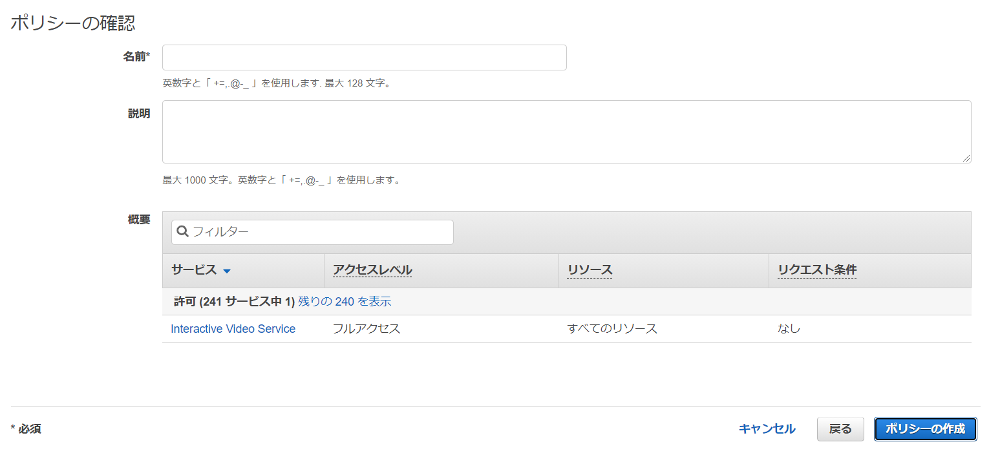 ポリシーの確認
名前*
英数字と「 +=,.@-_ 」を使用します. 最大 128 文字。
説明
最大 1000 文字。英数字と「 +=,.@-_ 」を使用します。
概要
フィルター
サービス アクセスレベル リソース リクエスト条件
許可 (241 サービス中 1) 残りの 240 を表示
Interactive Video Service フルアクセス すべてのリソース なし
* 必須 キャンセル 戻る ポリシーの作成